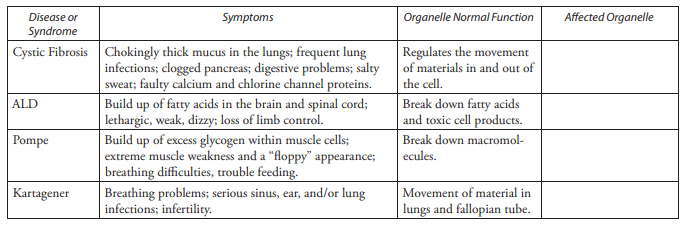 Disease or Syndrome Symptoms Organelle Normal Function Affected Organelle
Cystic Fibrosis Chokingly thick mucus in the lungs; frequent lung Regulates the movement
infections; clogged pancreas; digestive problems; salty of materials in and out of
sweat; faulty calcium and chlorine channel proteins. the cell.
ALD Build up of fatty acids in the brain and spinal cord; Break down fatty acids
lethargic, weak, dizzy; loss of limb control. and toxic cell products.
Pompe Build up of excess glycogen within muscle cells; Break down macromol-
extreme muscle weakness and a “floppy” appearance; ecules.
breathing difficulties, trouble feeding.
Kartagener Breathing problems; serious sinus, ear, and/or lung Movement of material in
infections; infertility. lungs and fallopian tube.